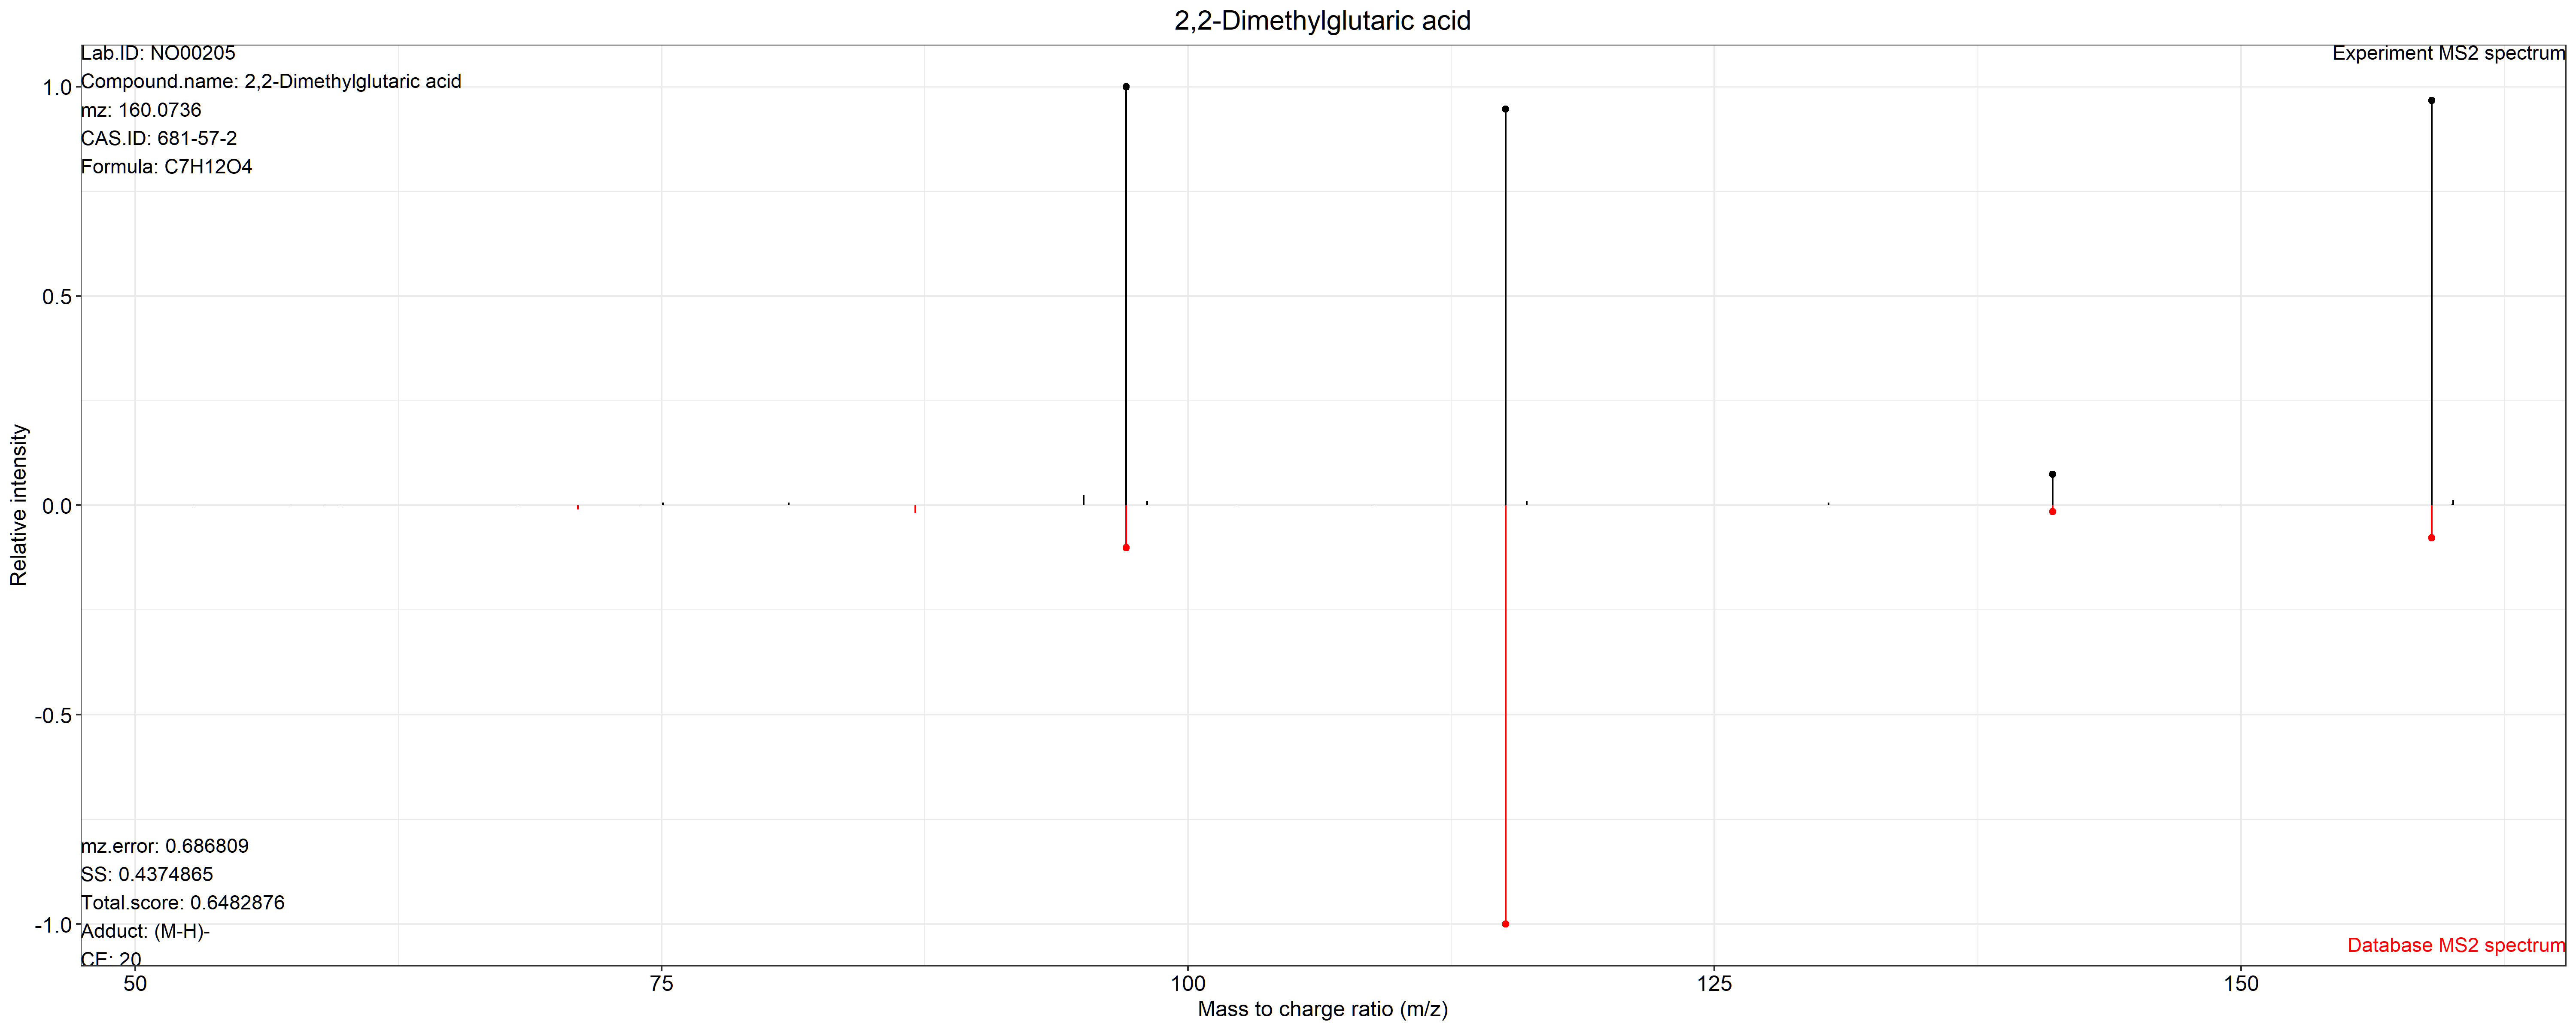 2,2-Dimethylglutaric acid
Lab.ID: NO00205
Experiment MS2 spectrum
Compound.name: 2,2-Dimethylglutaric acid
mz: 160.0736
CAS.ID: 681-57-2
Formula: C7H12O4
1.0
0.5
0.0
-0.5
-1.0
Relative intensity
mz.error: 0.686809
SS: 0.4374865
Total.score: 0.6482876
Adduct: (M-H)-
CE: 20
Database MS2 spectrum
50
75
100
125
150
Mass to charge ratio (m/z)